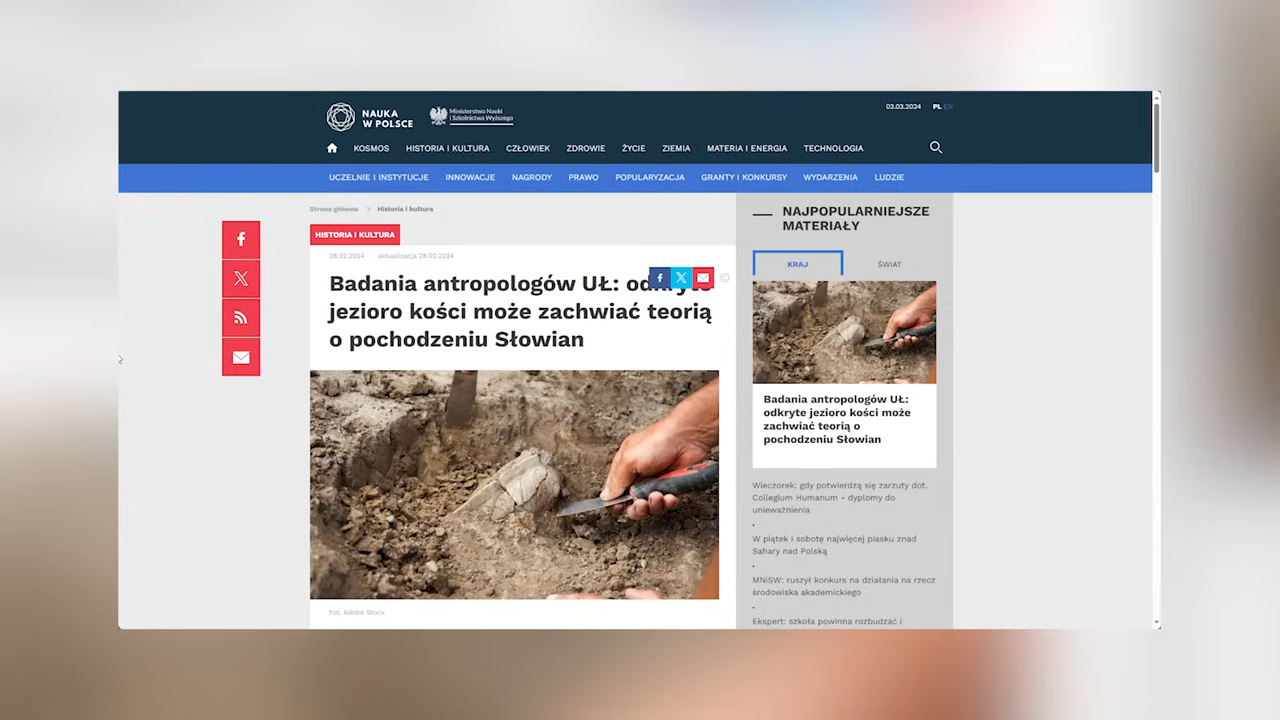 NAUKA
W POLSCE
Ministerstwo Nauki
i Szkolnictwa Wyższego
03.03.2024 PL EN
KOSMOS HISTORIA I KULTURA CZŁOWIEK ZDROWIE ŻYCIE ZIEMIA MATERIA I ENERGIA TECHNOLOGIA
UCZELNIE I INSTYTUCJE INNOWACJE NAGRODY PRAWO POPULARYZACJA GRANTY I KONKURSY WYDARZENIA LUDZIE
Strona główna > Historia i kultura
HISTORIA I KULTURA
28.02.2024 aktualizacja 28.02.2024
Badania antropologów UŁ: odkryte
jezioro kości może zachwiać teorią
o pochodzeniu Słowian
Fot. Adobe Stock
NAJPOPULARNIEJSZE
MATERIAŁY
KRAJ ŚWIAT
Badania antropologów UŁ:
odkryte jezioro kości może
zachwiać teorią o
pochodzeniu Słowian
Wieczorek: gdy potwierdzą się zarzuty dot.
Collegium Humanum - dyplomy do
unieważnienia
W piątek i sobotę najwięcej piasku znad
Sahary nad Polską
MNiSW: ruszył konkurs na działania na rzecz
środowiska akademickiego
Ekspert: szkoła powinna rozbudzać i